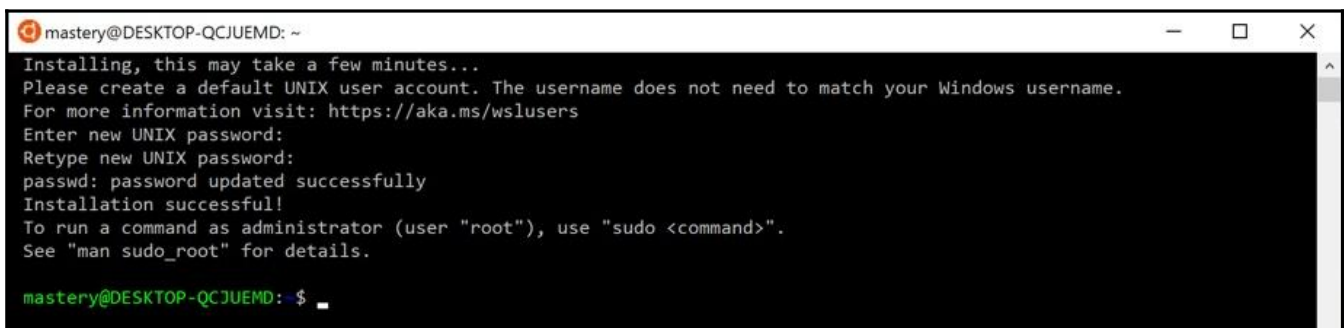 mastery@DESKTOP-QCJUEMD: ~
Installing, this may take a few minutes...
Please create a default UNIX user account. The username does not need to match your Windows username.
For more information visit: https://aka.ms/wslusers
Enter new UNIX password:
Retype new UNIX password:
passwd: password updated successfully
Installation successful!
To run a command as administrator (user "root"), use "sudo <command>".
See "man sudo_root" for details.
mastery@DESKTOP-QCJUEMD:~$ _